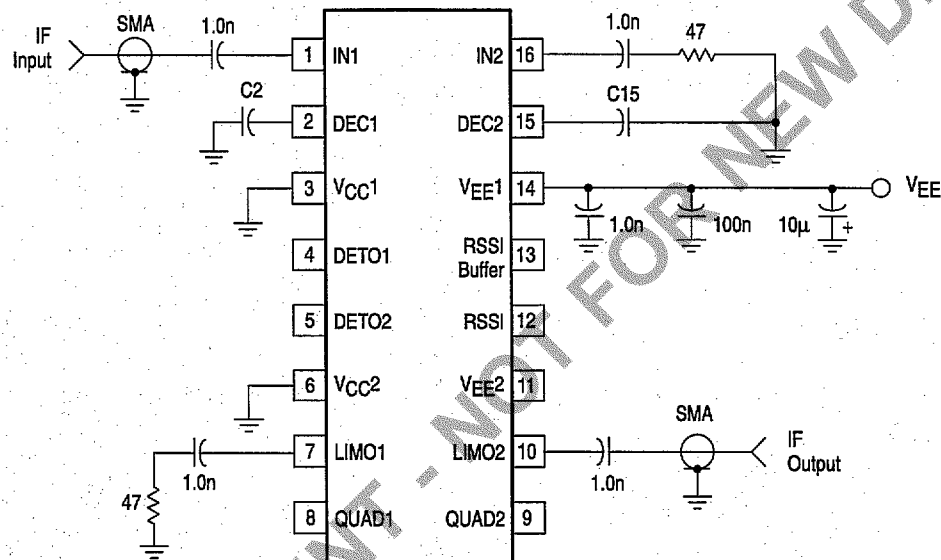 IF
Input
SMA
1.0n
1 IN1
C2
2 DEC1
3 VCC1
4 DETO1
5 DETO2
6 VCC2
7 LIMO1
1.0n
47
8 QUAD1
IN2 16
1.0n
47
DEC2 15
C15
VEE1 14
VEE
1.0n
100n
10µ
+
RSSI
Buffer
13
RSSI 12
VEE2 11
LIMO2 10
1.0n
SMA
IF
Output
QUAD2 9
NT - NOT FOR NEW D